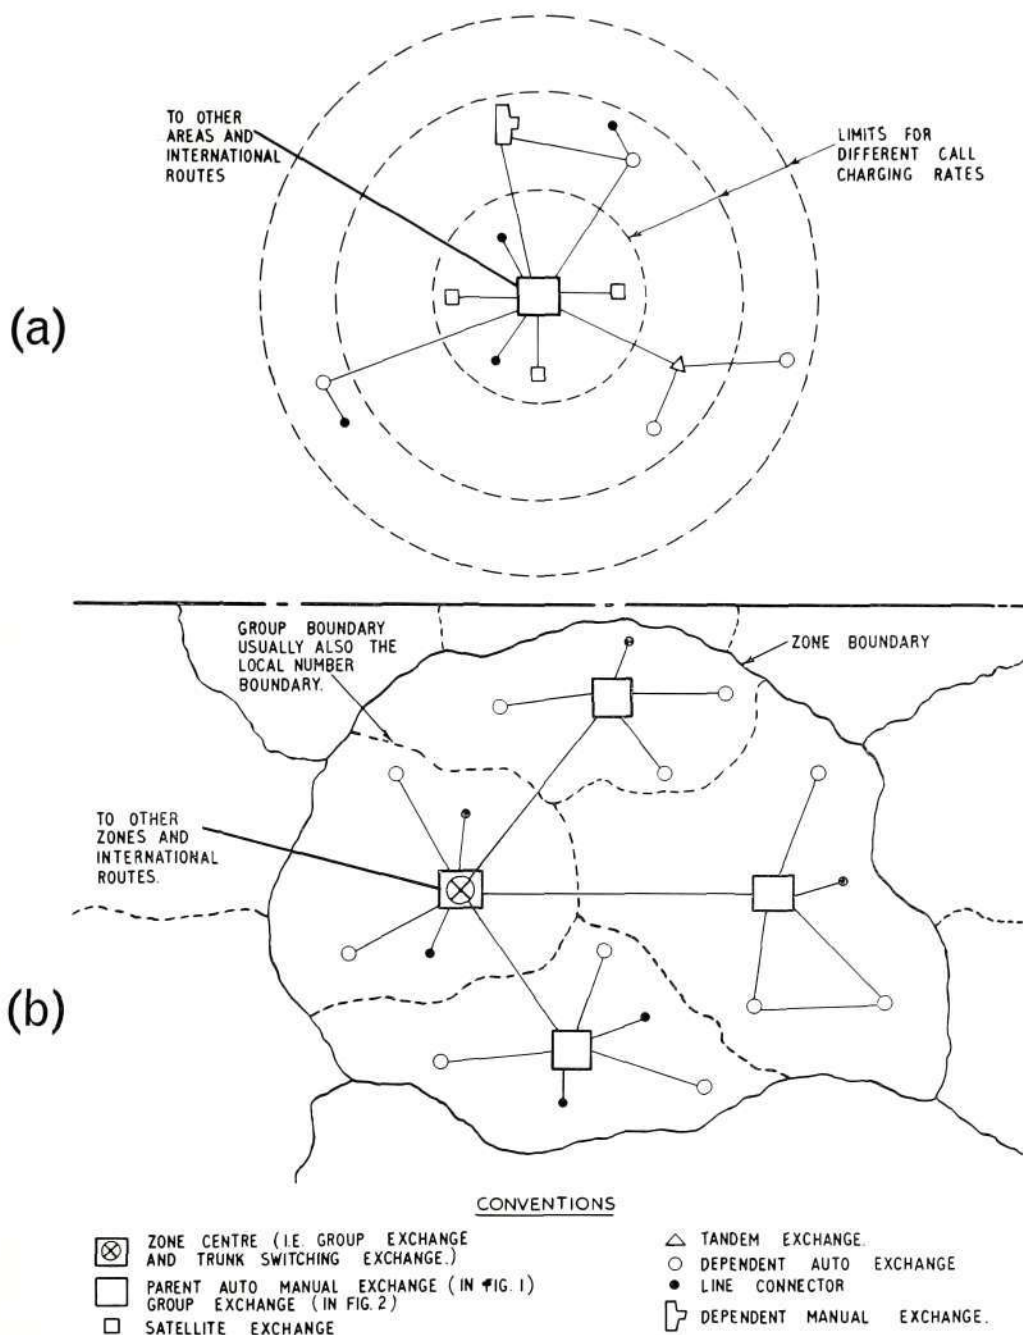 TO OTHER
AREAS AND
INTERNATIONAL
ROUTES
LIMITS FOR
DIFFERENT CALL
CHARGING RATES
(a)
GROUP BOUNDARY
USUALLY ALSO THE
LOCAL NUMBER
BOUNDARY.
ZONE BOUNDARY
TO OTHER
ZONES AND
INTERNATIONAL
ROUTES.
(b)
CONVENTIONS
ZONE CENTRE (I.E. GROUP EXCHANGE
AND TRUNK SWITCHING EXCHANGE.)
PARENT AUTO MANUAL EXCHANGE (IN FIG. 1)
GROUP EXCHANGE (IN FIG. 2)
SATELLITE EXCHANGE
TANDEM EXCHANGE.
DEPENDENT AUTO EXCHANGE
LINE CONNECTOR
DEPENDENT MANUAL EXCHANGE.